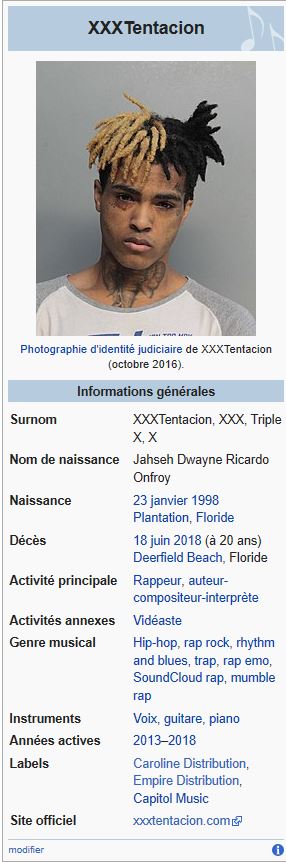 XXXTentacion
Photographie d'identité judiciaire de XXXTentacion
(octobre 2016).
Informations générales
Surnom XXXTentacion, XXX, Triple
X, X
Nom de naissance Jahseh Dwayne Ricardo
Onfroy
Naissance 23 janvier 1998
Plantation, Floride
Décès 18 juin 2018 (à 20 ans)
Deerfield Beach, Floride
Activité principale Rappeur, auteur-
compositeur-interprète
Activités annexes Vidéaste
Genre musical Hip-hop, rap rock, rhythm
and blues, trap, rap emo,
SoundCloud rap, mumble
rap
Instruments Voix, guitare, piano
Années actives 2013–2018
Labels Caroline Distribution,
Empire Distribution,
Capitol Music
Site officiel xxxtentacion.com
modifier